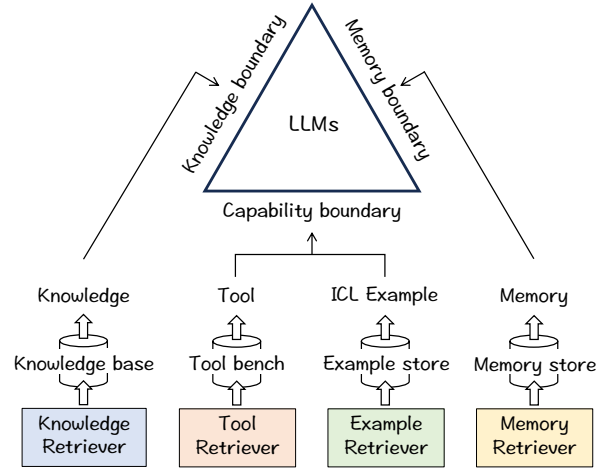 Knowledge boundary
Memory boundary
LLMs
Capability boundary
Knowledge
Tool
ICL Example
Memory
Knowledge base
Tool bench
Example store
Memory store
Knowledge
Retriever
Tool
Retriever
Example
Retriever
Memory
Retriever